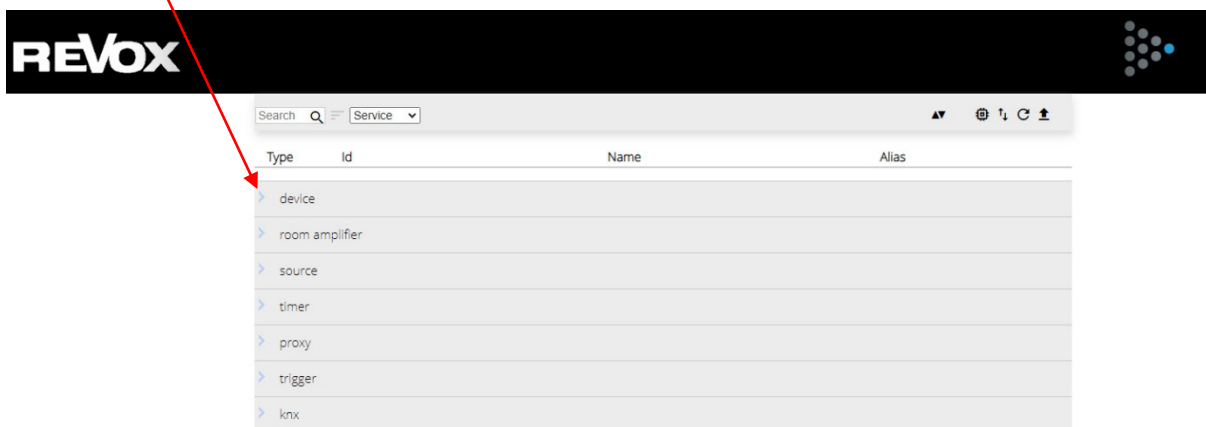 REVOX
Search Service
Type Id Name Alias
device
room amplifier
source
timer
proxy
trigger
knx